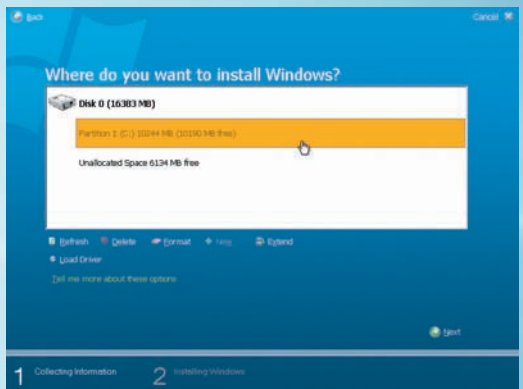 Back
Cancel
Where do you want to install Windows?
Disk 0 (16383 MB)
Partition 1 (C:) 10244 MB (10190 MB free)
Unallocated Space 6134 MB free
Refresh Delete Format New Extend
Load Driver
Tell me more about these options
Next
1 Collecting Information 2 Installing Windows